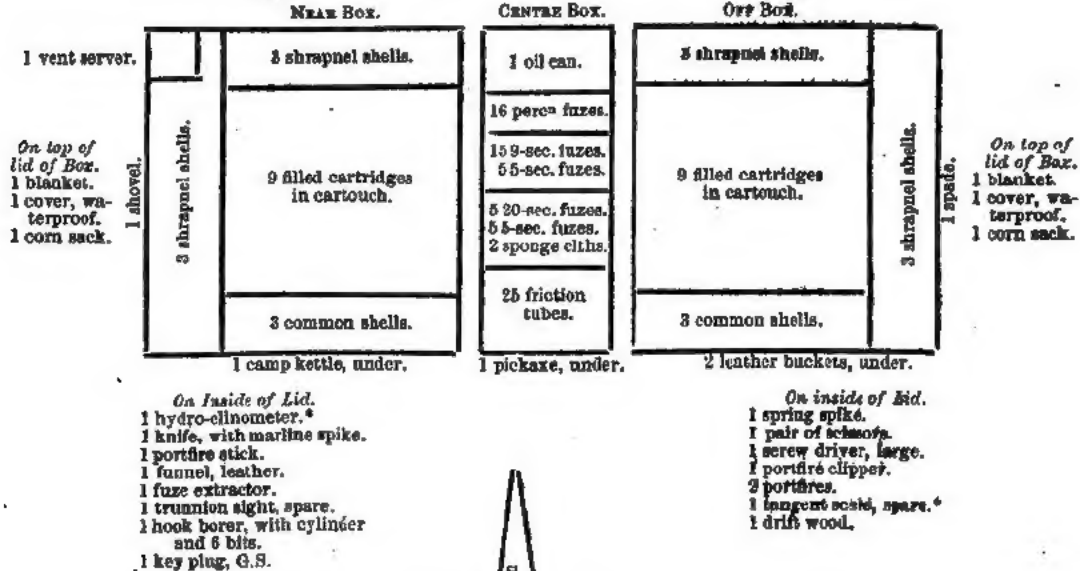 NEAR BOX.
CENTRE BOX.
OFF BOX.
1 vent server.
3 shrapnel shells.
1 oil can.
3 shrapnel shells.
16 percn fuzes.
15 9-sec. fuzes.
5 5-sec. fuzes.
On top of
lid of Box.
1 blanket.
1 cover, wa-
terproof.
1 corn sack.
1 shovel.
3 shrapnel shells.
9 filled cartridges
in cartouch.
5 20-sec. fuzes.
5 5-sec. fuzes.
2 sponge clths.
9 filled cartridges
in cartouch.
3 shrapnel shells.
1 spade.
On top of
lid of Box.
1 blanket.
1 cover, wa-
terproof.
1 corn sack.
3 common shells.
25 friction
tubes.
3 common shells.
1 camp kettle, under.
1 pickaxe, under.
2 leather buckets, under.
On Inside of Lid.
1 hydro-clinometer.*
1 knife, with marline spike.
1 portfire stick.
1 funnel, leather.
1 fuze extractor.
1 trunnion sight, spare.
1 hook borer, with cylinder
and 6 bits.
1 key plug, G.S.
On inside of Lid.
1 spring spike.
1 pair of scissors.
1 screw driver, large.
1 portfire clipper.
2 portfires.
1 tangent scale, spare.*
1 drift wood.